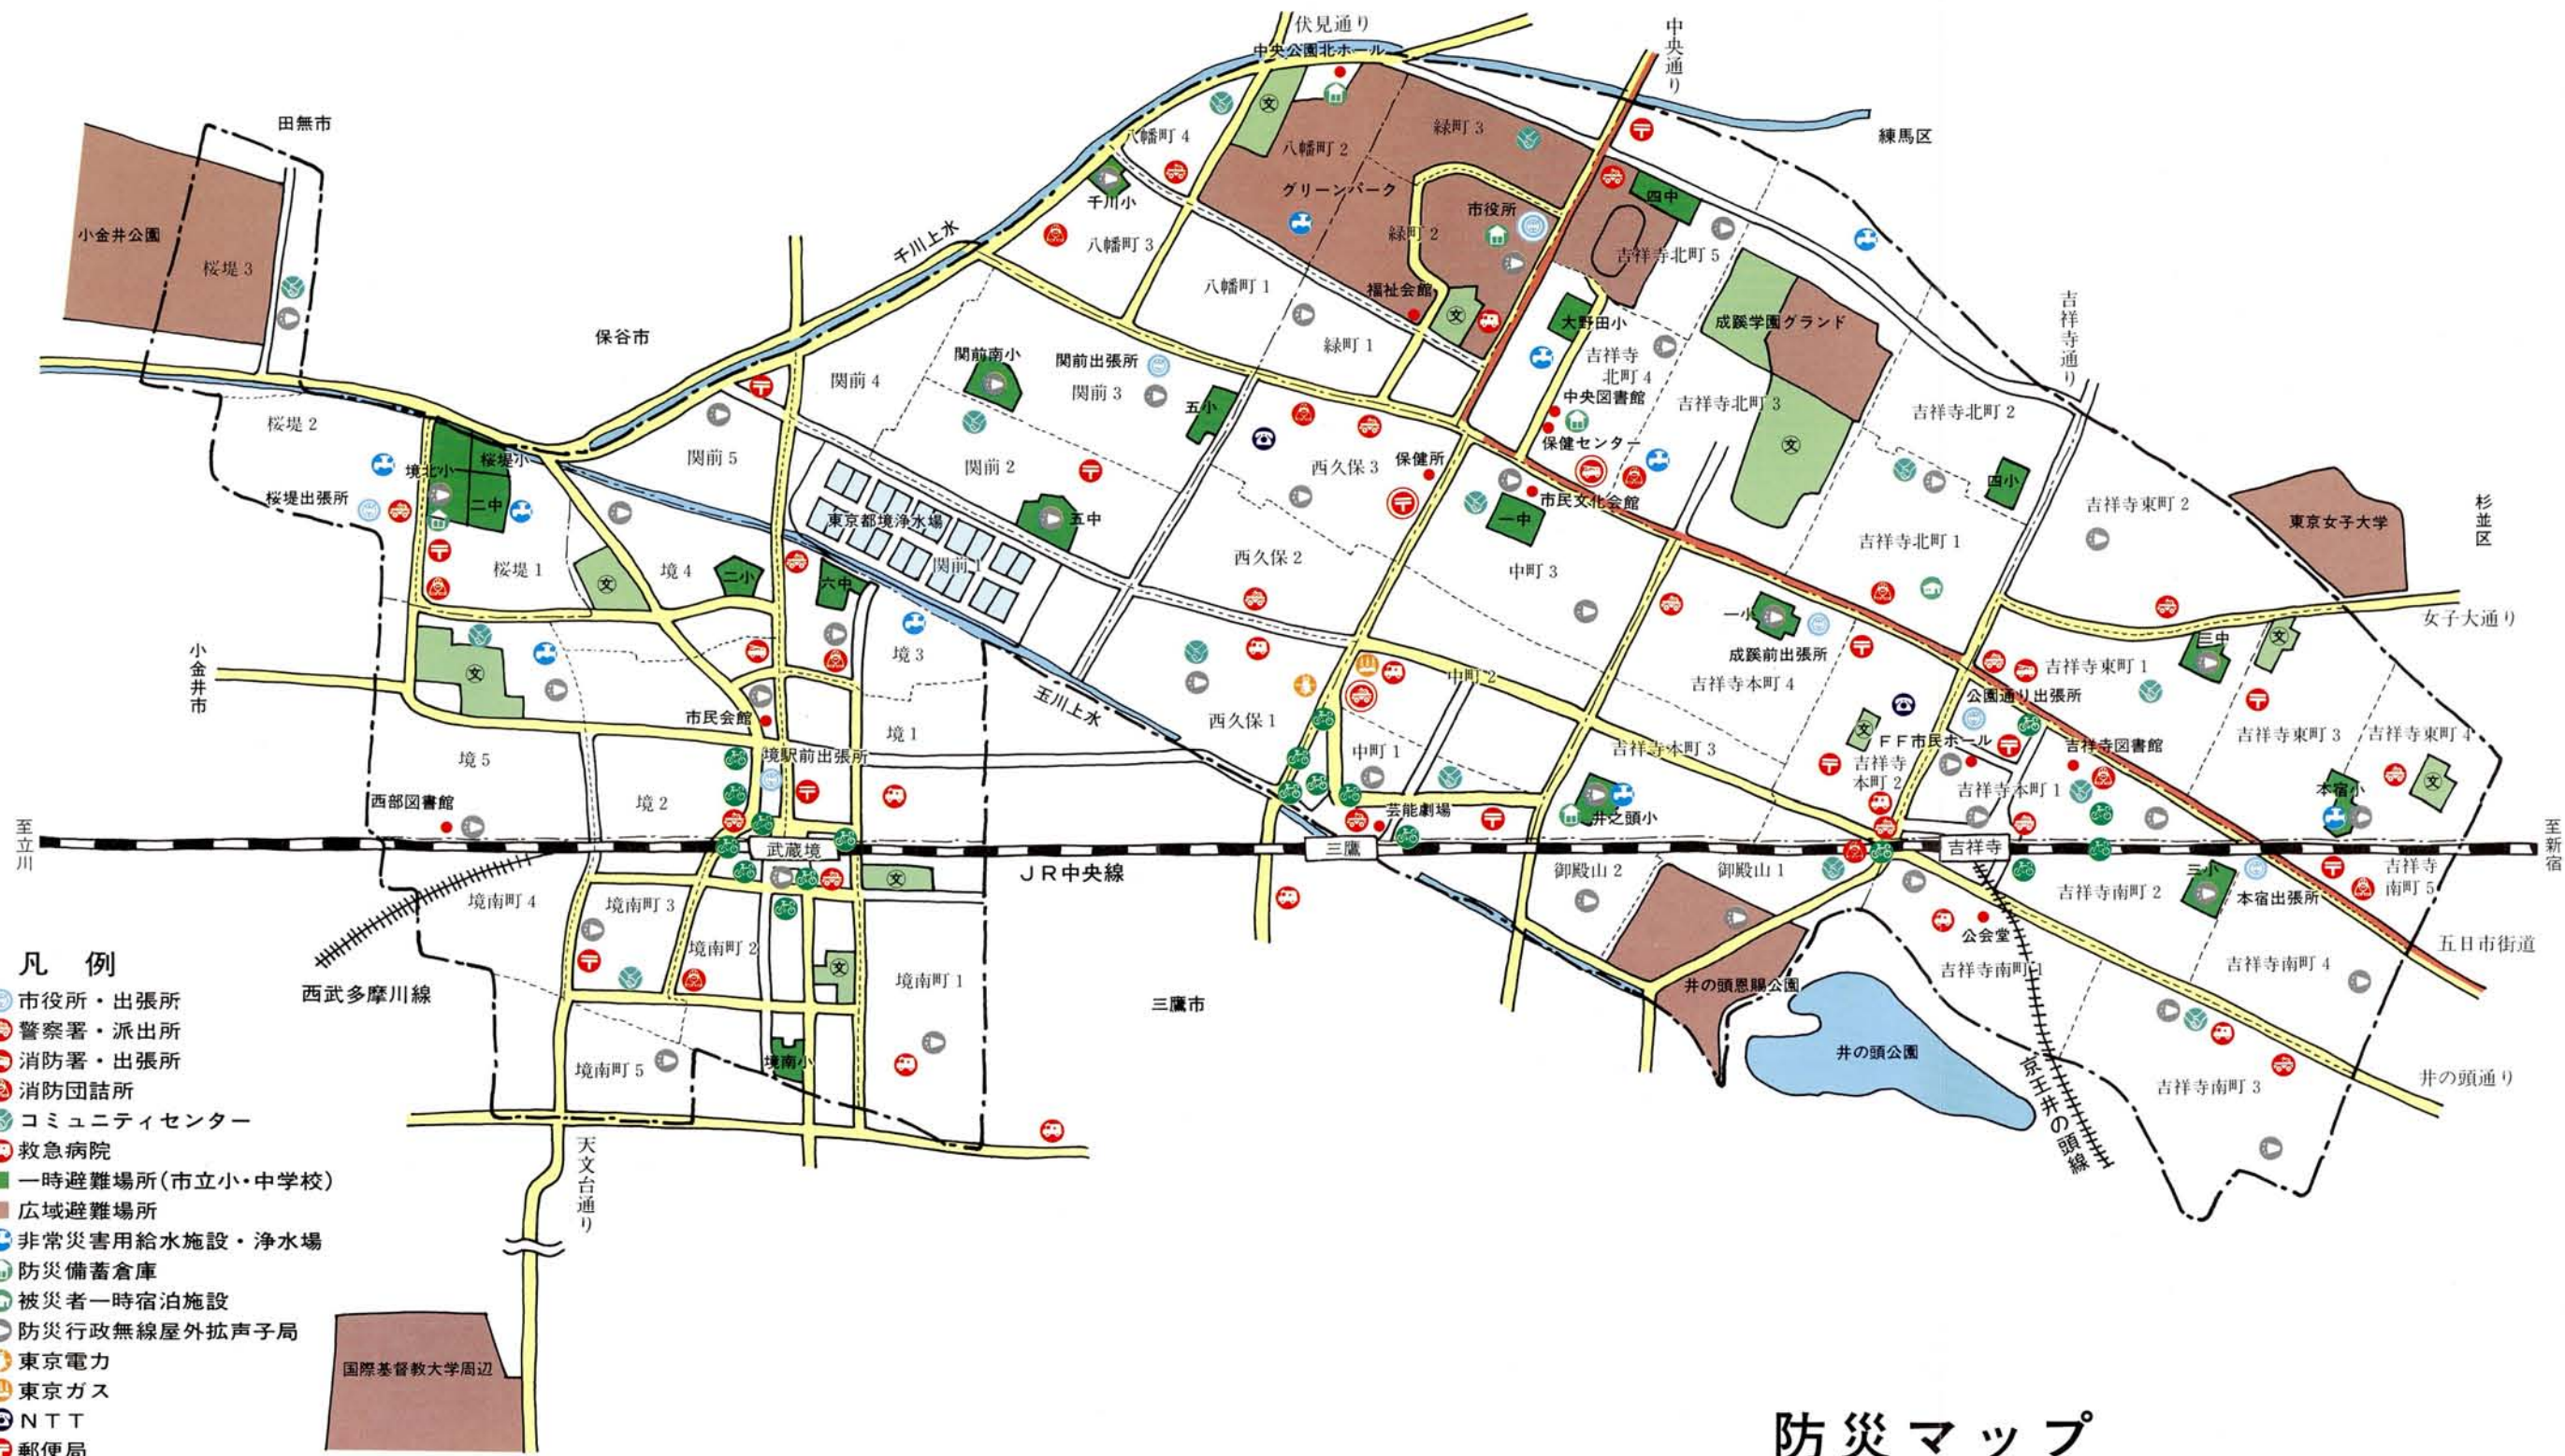 伏見通り
中央公園北ホール
中央通り
田無市
文
八幡町 4
緑町 3
練馬区
八幡町 2
グリーンパーク
千川小
四中
市役所
小金井公園
桜堤 3
千川上水
八幡町 3
緑町 2
吉祥寺北町 5
八幡町 1
福祉会館
文
大野田小
成蹊学園グランド
吉祥寺通り
保谷市
緑町 1
関前南小
関前出張所
関前 4
関前 3
吉祥寺
北町 4
中央図書館
吉祥寺北町 3
吉祥寺北町 2
五小
桜堤 2
保健センター
文
境北小
桜堤小
関前 5
関前 2
西久保 3
保健所
市民文化会館
四小
桜堤出張所
二中
吉祥寺東町 2
東京女子大学
杉並区
東京都境浄水場
五中
一中
関前 1
西久保 2
中町 3
吉祥寺北町 1
桜堤 1
文
境 4
二小
六中
一小
女子大通り
三中
文
小金井市
文
境 3
成蹊前出張所
吉祥寺東町 1
中町 2
吉祥寺本町 4
公園通り出張所
玉川上水
市民会館
西久保 1
境 1
中町 1
吉祥寺本町 3
文
FF市民ホール
吉祥寺図書館
吉祥寺東町 3
吉祥寺東町 4
境 5
境駅前出張所
吉祥寺
本町 2
吉祥寺本町 1
本宿小
文
西部図書館
境 2
芸能劇場
井之頭小
至立川
武蔵境
三鷹
吉祥寺
至新宿
JR中央線
文
御殿山 2
御殿山 1
三小
吉祥寺
南町 5
本宿出張所
吉祥寺南町 2
境南町 4
境南町 3
境南町 2
公会堂
五日市街道
西武多摩川線
文
境南町 1
三鷹市
井の頭恩賜公園
吉祥寺南町 1
吉祥寺南町 4
井の頭公園
境南町 5
境南小
京王井の頭線
吉祥寺南町 3
井の頭通り
天文台通り
国際基督教大学周辺
凡 例
市役所・出張所
警察署・派出所
消防署・出張所
消防団詰所
コミュニティセンター
救急病院
一時避難場所(市立小・中学校)
広域避難場所
非常災害用給水施設・浄水場
防災備蓄倉庫
被災者一時宿泊施設
防災行政無線屋外拡声子局
東京電力
東京ガス
NTT
郵便局
防災マップ